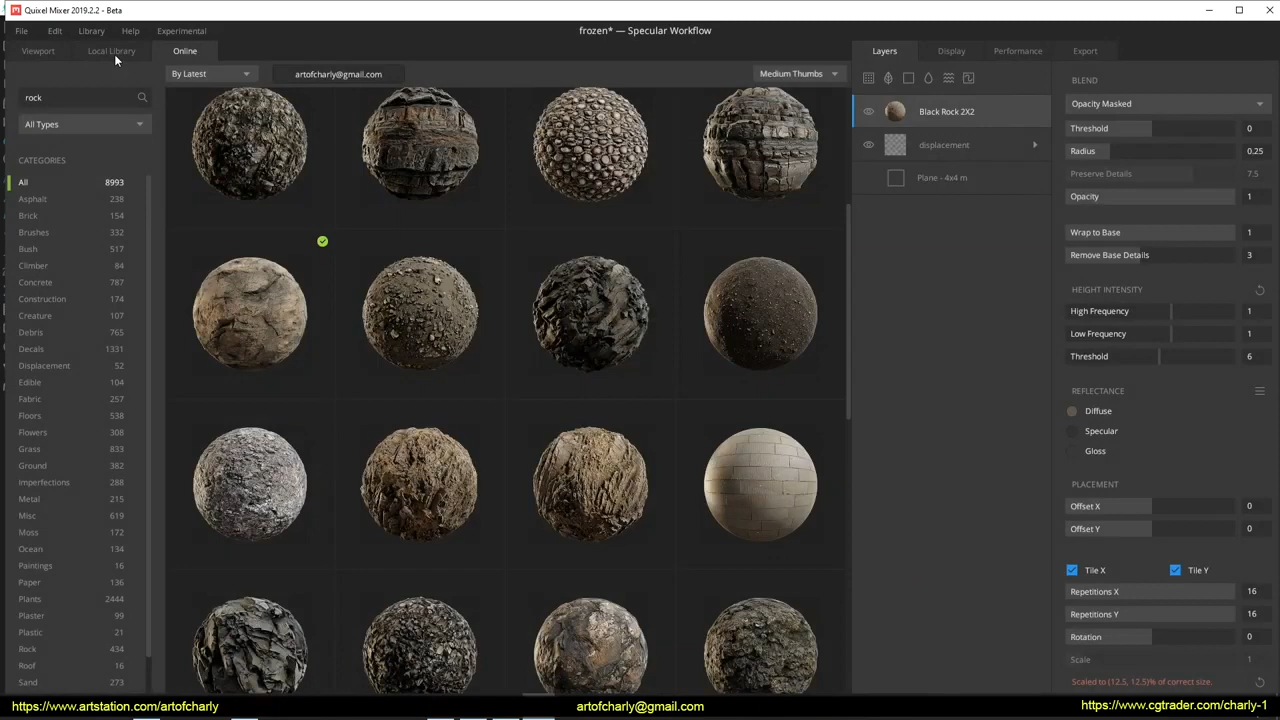 Quixel Mixer 2019.2.2 - Beta
File Edit Library Help Experimental
frozen* — Specular Workflow
Viewport Local Library Online
Layers Display Performance Export
By Latest artofcharly@gmail.com Medium Thumbs
rock
All Types
CATEGORIES
All 8993
Asphalt 238
Brick 154
Brushes 332
Bush 517
Climber 84
Concrete 787
Construction 174
Creature 107
Debris 765
Decals 1331
Displacement 52
Edible 104
Fabric 257
Floors 538
Flowers 308
Grass 833
Ground 382
Imperfections 288
Metal 215
Misc 619
Moss 172
Ocean 134
Paintings 16
Paper 136
Plants 2444
Plaster 99
Plastic 21
Rock 434
Roof 16
Sand 273
Black Rock 2X2
displacement
Plane - 4x4 m
BLEND
Opacity Masked
Threshold 0
Radius 0.25
Preserve Details 7.5
Opacity 1
Wrap to Base 1
Remove Base Details 3
HEIGHT INTENSITY
High Frequency 1
Low Frequency 1
Threshold 6
REFLECTANCE
Diffuse
Specular
Gloss
PLACEMENT
Offset X 0
Offset Y 0
Tile X Tile Y
Repetitions X 16
Repetitions Y 16
Rotation 0
Scale 1
Scaled to (12.5, 12.5)% of correct size.
https://www.artstation.com/artofcharly artofcharly@gmail.com https://www.cgtrader.com/charly-1